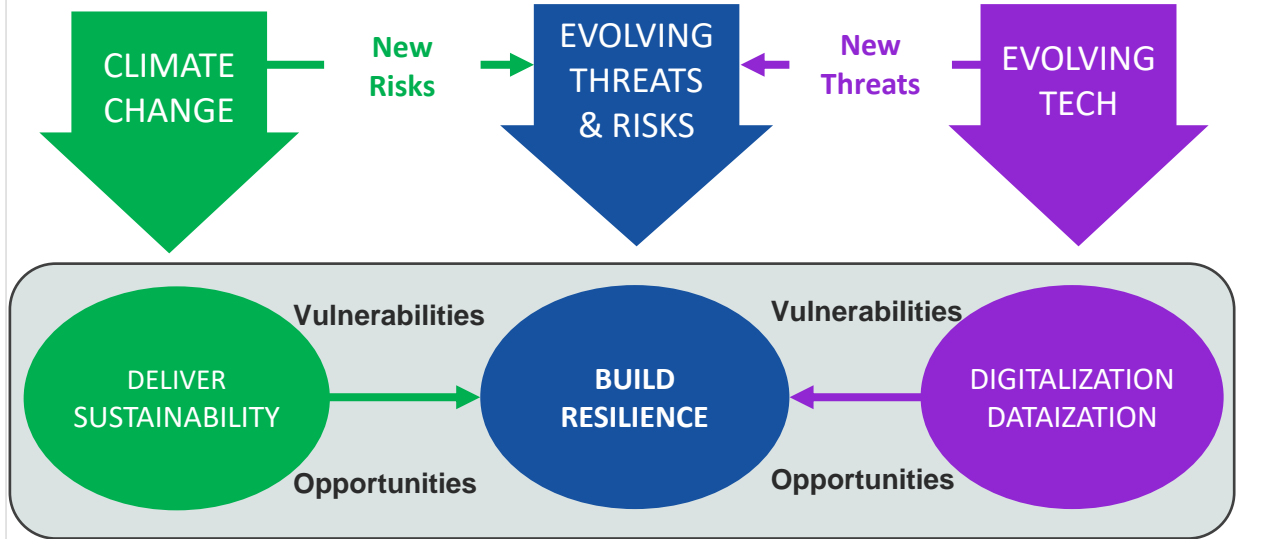 CLIMATE
CHANGE
New
Risks
EVOLVING
THREATS
& RISKS
New
Threats
EVOLVING
TECH
Vulnerabilities
Vulnerabilities
DELIVER
SUSTAINABILITY
BUILD
RESILIENCE
DIGITALIZATION
DATAIZATION
Opportunities
Opportunities